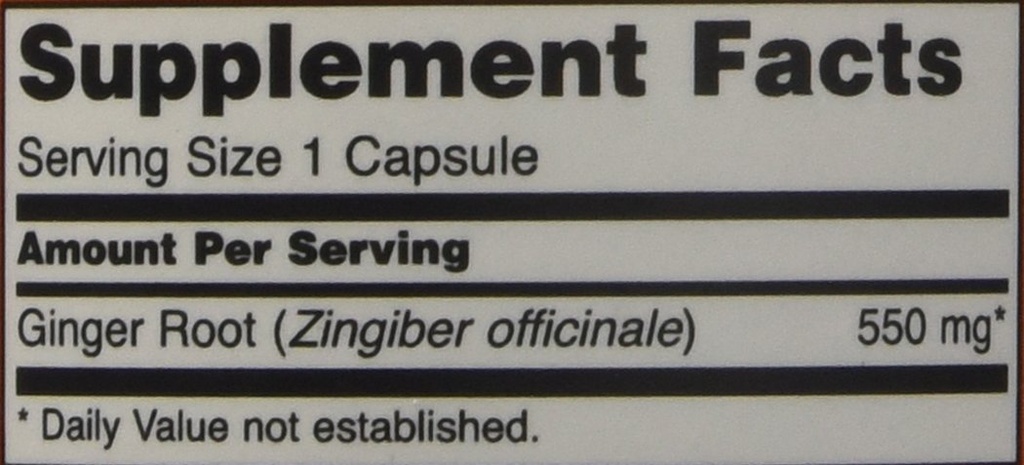 Supplement Facts
Serving Size 1 Capsule
Amount Per Serving
Ginger Root (Zingiber officinale) 550 mg*
* Daily Value not established.